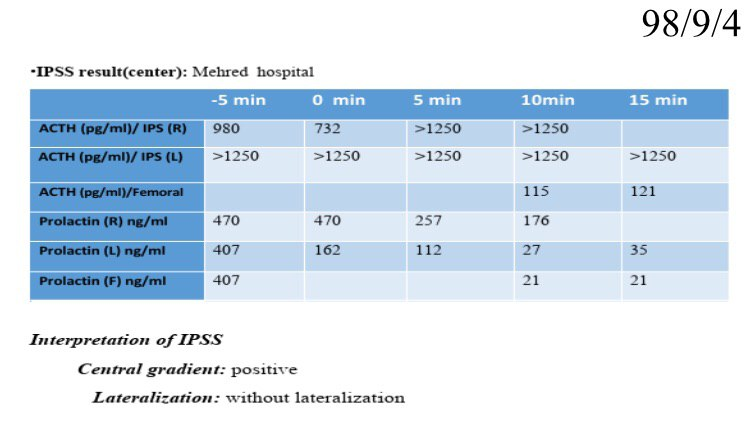 98/9/4
•IPSS result(center): Mehred hospital
-5 min 0 min 5 min 10min 15 min
ACTH (pg/ml)/ IPS (R) 980 732 >1250 >1250
ACTH (pg/ml)/ IPS (L) >1250 >1250 >1250 >1250 >1250
ACTH (pg/ml)/Femoral 115 121
Prolactin (R) ng/ml 470 470 257 176
Prolactin (L) ng/ml 407 162 112 27 35
Prolactin (F) ng/ml 407 21 21
Interpretation of IPSS
Central gradient: positive
Lateralization: without lateralization